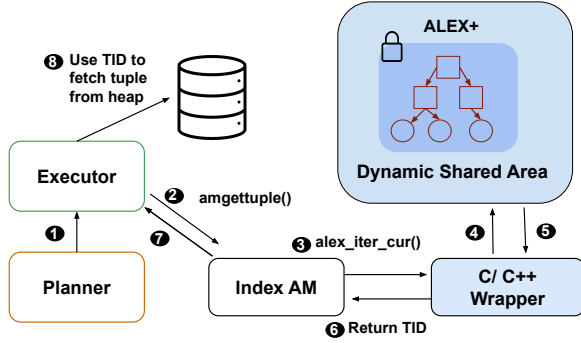 ALEX+
8 Use TID to
fetch tuple
from heap
Dynamic Shared Area
Executor
2 amgettuple()
1
7
4
5
3 alex_iter_cur()
Planner
Index AM
C/ C++
Wrapper
6 Return TID